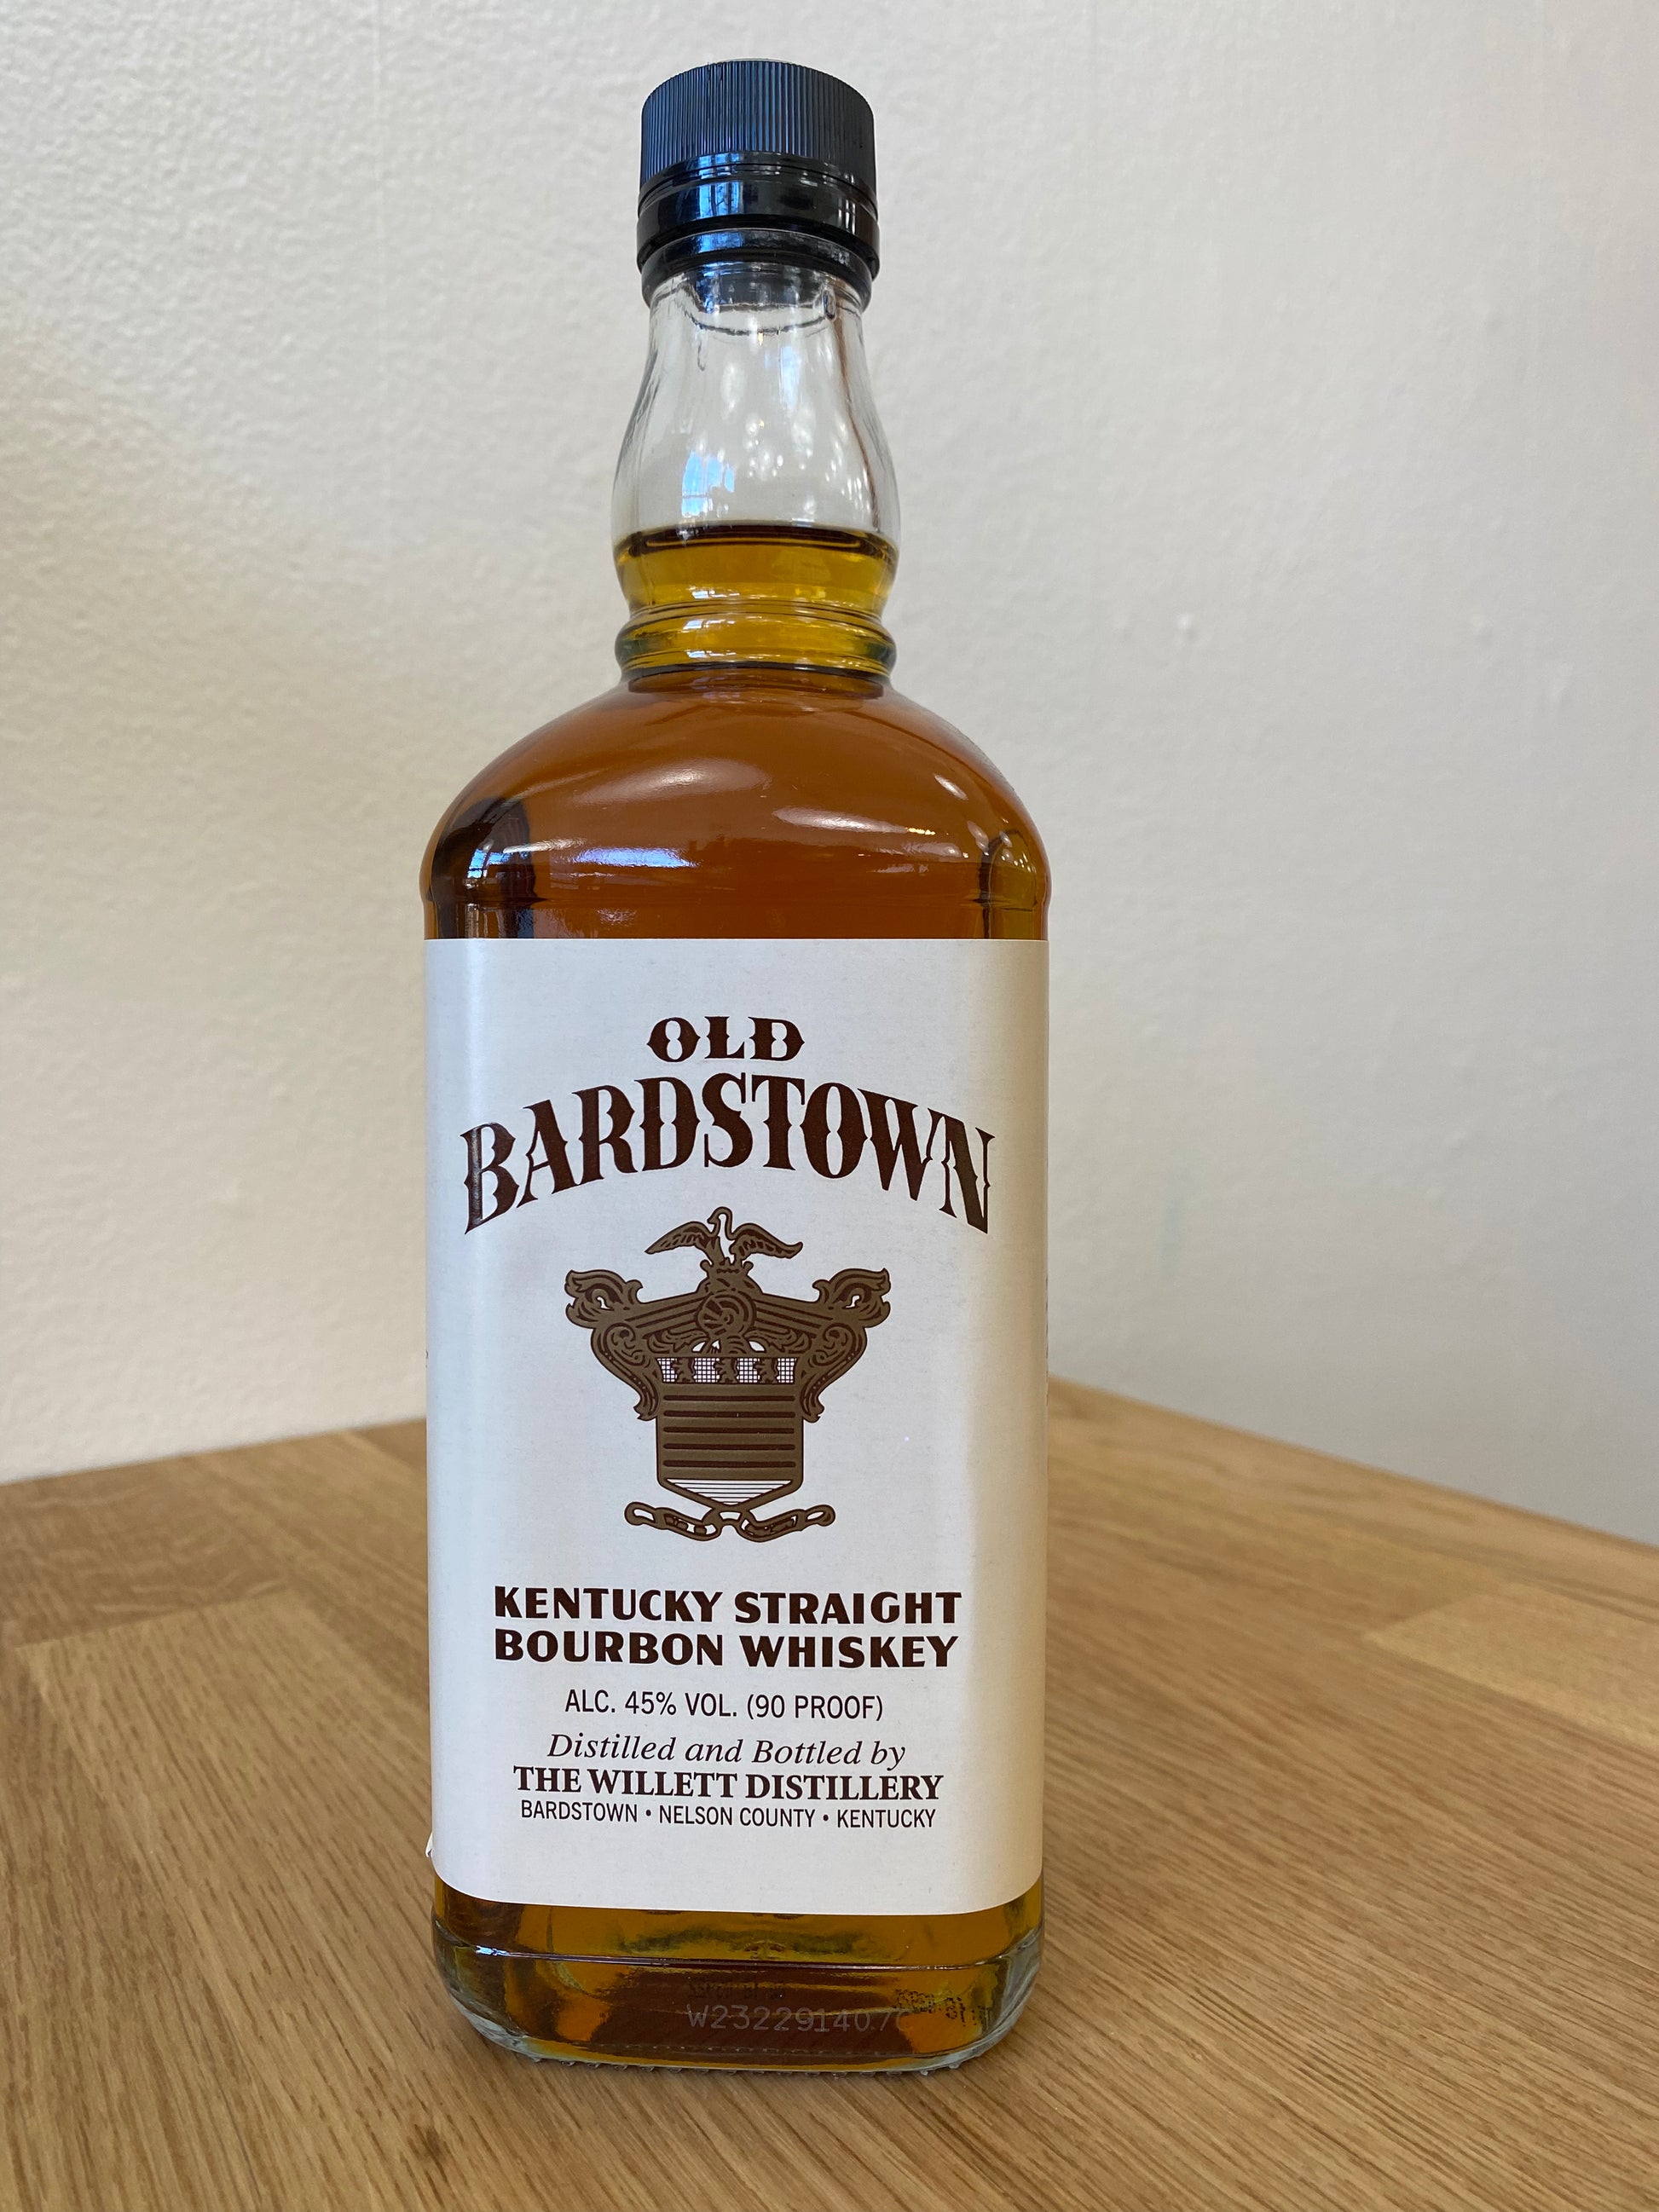 OLD
BARDSTOWN
KENTUCKY STRAIGHT
BOURBON WHISKEY
ALC. 45% VOL. (90 PROOF)
Distilled and Bottled by
THE WILLETT DISTILLERY
BARDSTOWN • NELSON COUNTY • KENTUCKY